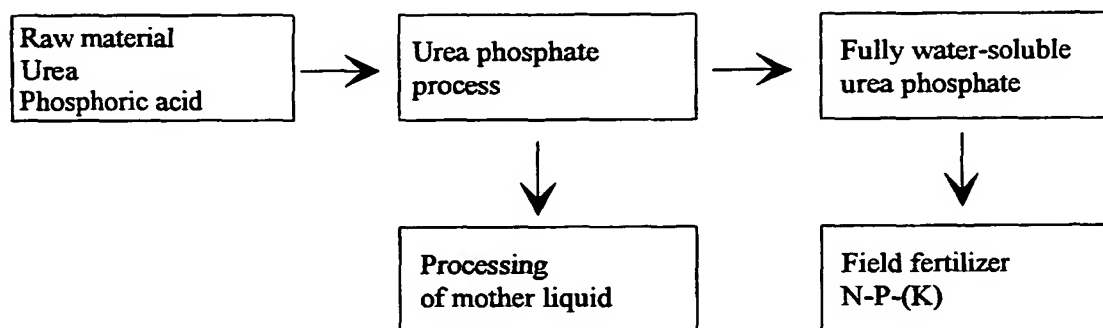 Raw material
Urea
Phosphoric acid
Urea phosphate
process
Fully water-soluble
urea phosphate
Processing
of mother liquid
Field fertilizer
N-P-(K)